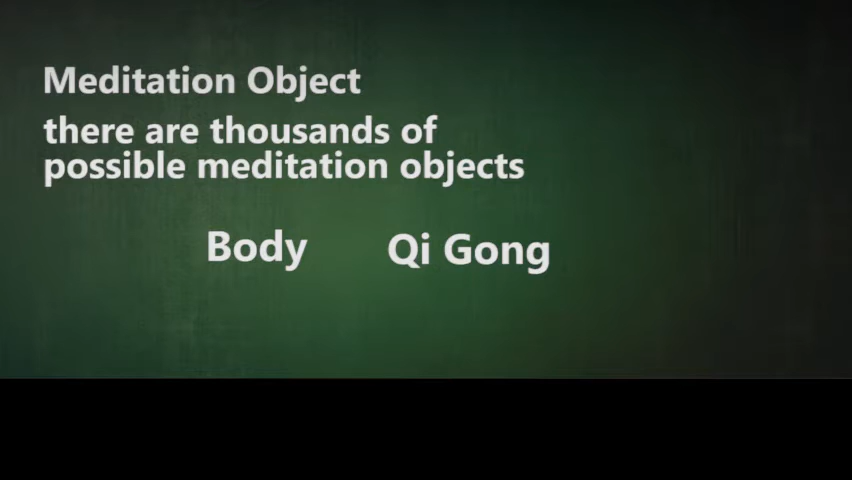 Meditation Object
there are thousands of
possible meditation objects
Body Qi Gong